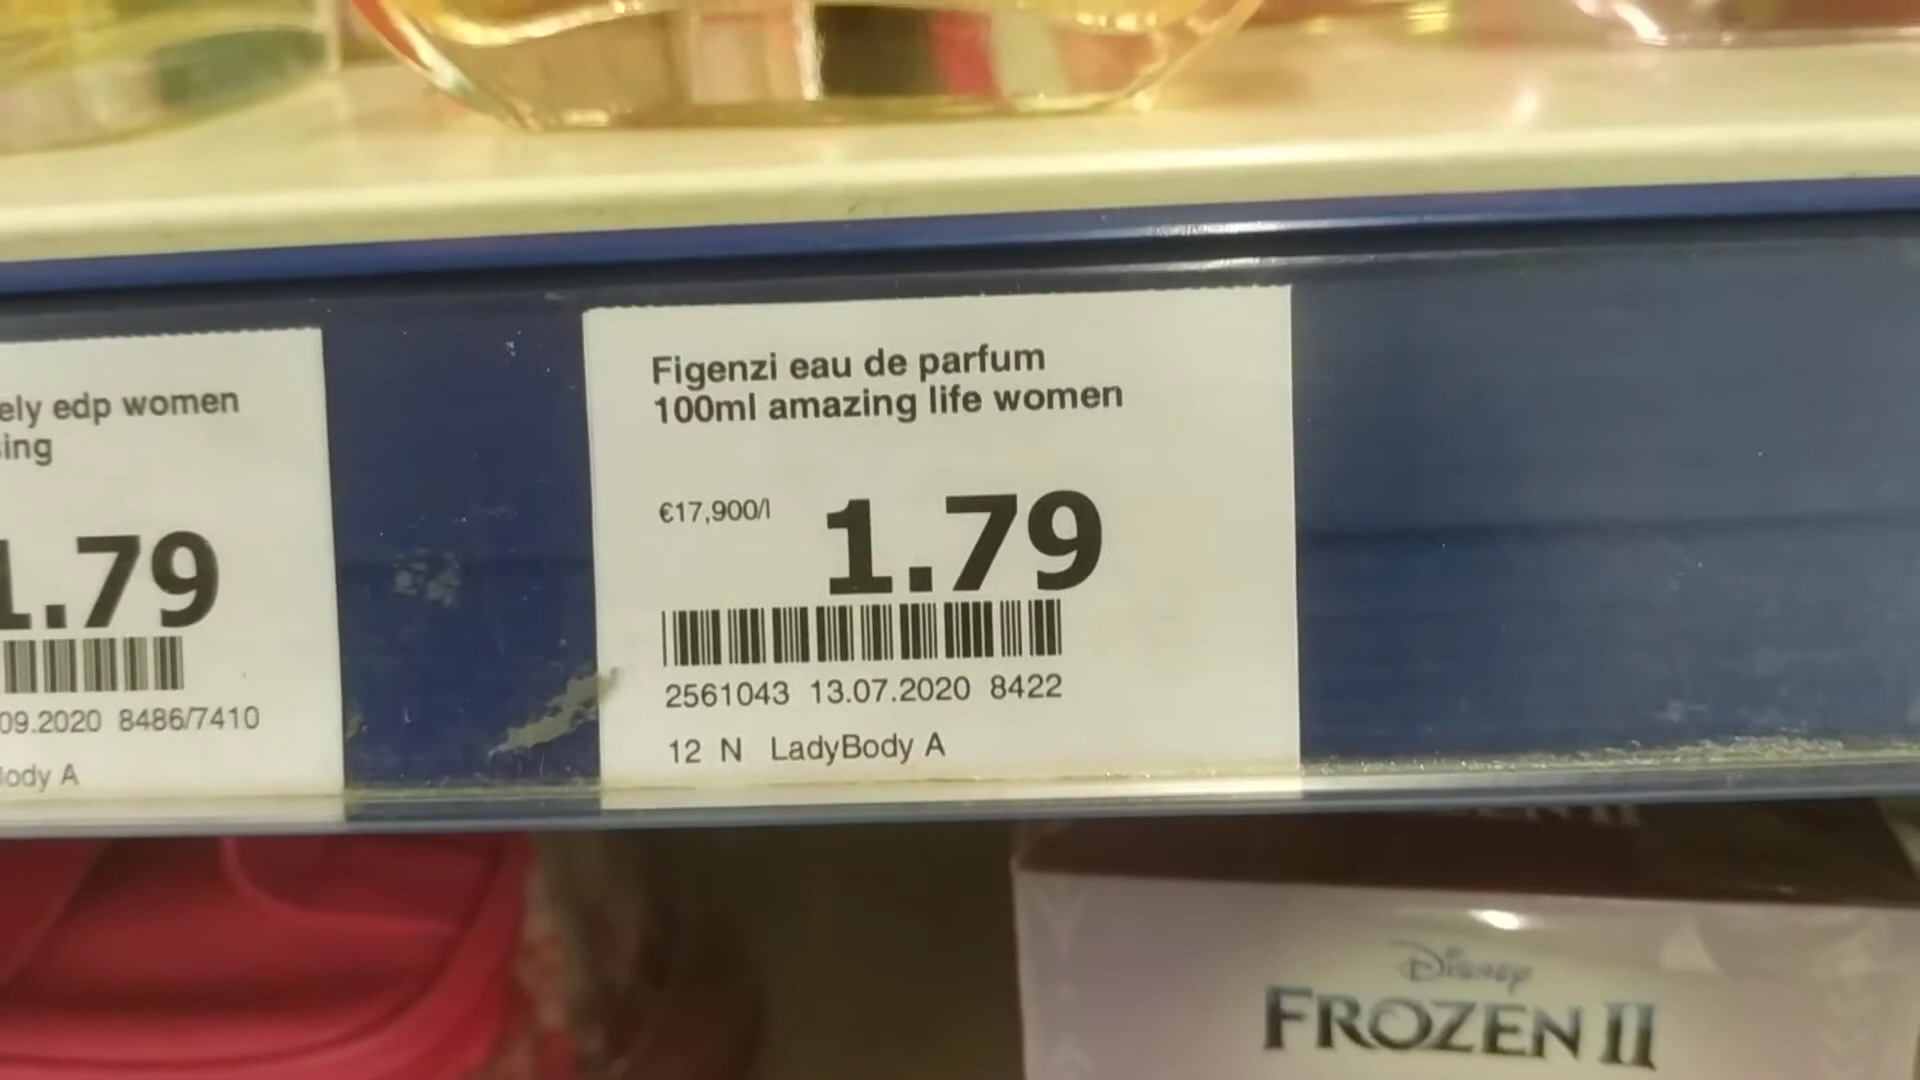 ely edp women
ing
1.79
09.2020 8486/7410
ody A
Figenzi eau de parfum
100ml amazing life women
€17,900/l
1.79
2561043 13.07.2020 8422
12 N LadyBody A
Disney
FROZEN II